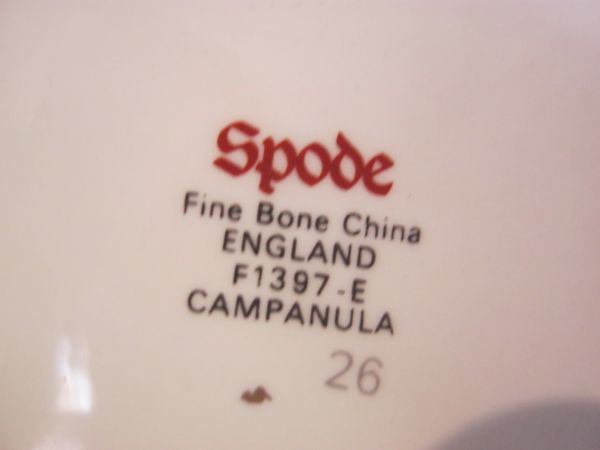 Spode
Fine Bone China
ENGLAND
F1397-E
CAMPANULA
26